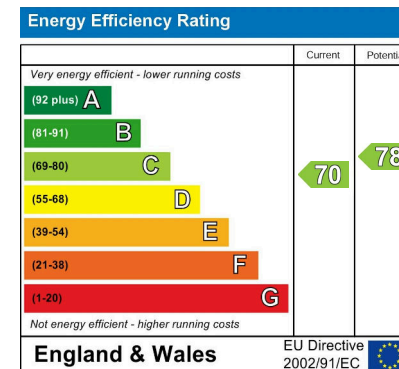 Energy Efficiency Rating
Current
Very energy efficient - lower running costs
(92 plus) A
(81-91) B
(69-80) C
(55-68) D
(39-54) E
(21-38) F
(1-20) G
70
78
Not energy efficient - higher running costs
England & Wales
EU Directive
2002/91/EC